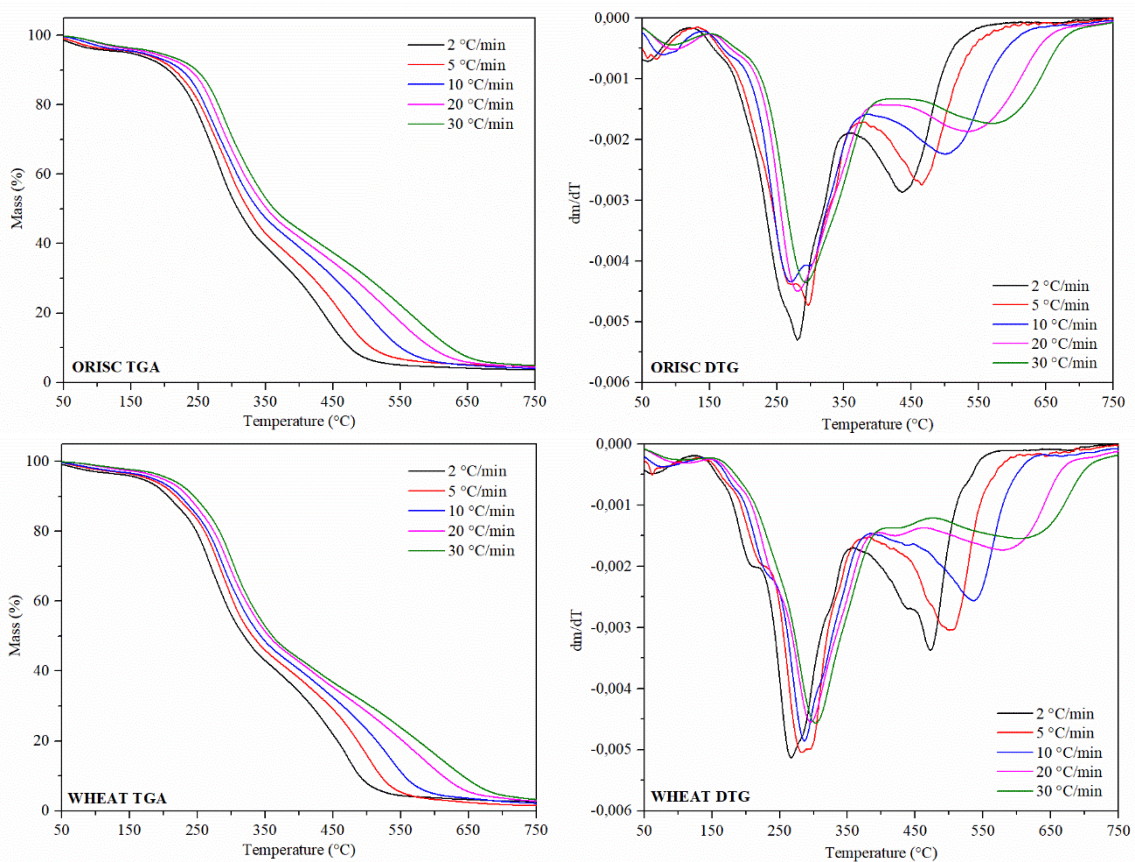 100
80
60
40
20
0
50
150
250
350
450
550
650
750
Mass (%)
Temperature (°C)
2 °C/min
5 °C/min
10 °C/min
20 °C/min
30 °C/min
ORISC TGA
0,000
-0,001
-0,002
-0,003
-0,004
-0,005
-0,006
50
150
250
350
450
550
650
750
dm/dT
Temperature (°C)
2 °C/min
5 °C/min
10 °C/min
20 °C/min
30 °C/min
ORISC DTG
100
80
60
40
20
0
50
150
250
350
450
550
650
750
Mass (%)
Temperature (°C)
2 °C/min
5 °C/min
10 °C/min
20 °C/min
30 °C/min
WHEAT TGA
0,000
-0,001
-0,002
-0,003
-0,004
-0,005
-0,006
50
150
250
350
450
550
650
750
dm/dT
Temperature (°C)
2 °C/min
5 °C/min
10 °C/min
20 °C/min
30 °C/min
WHEAT DTG